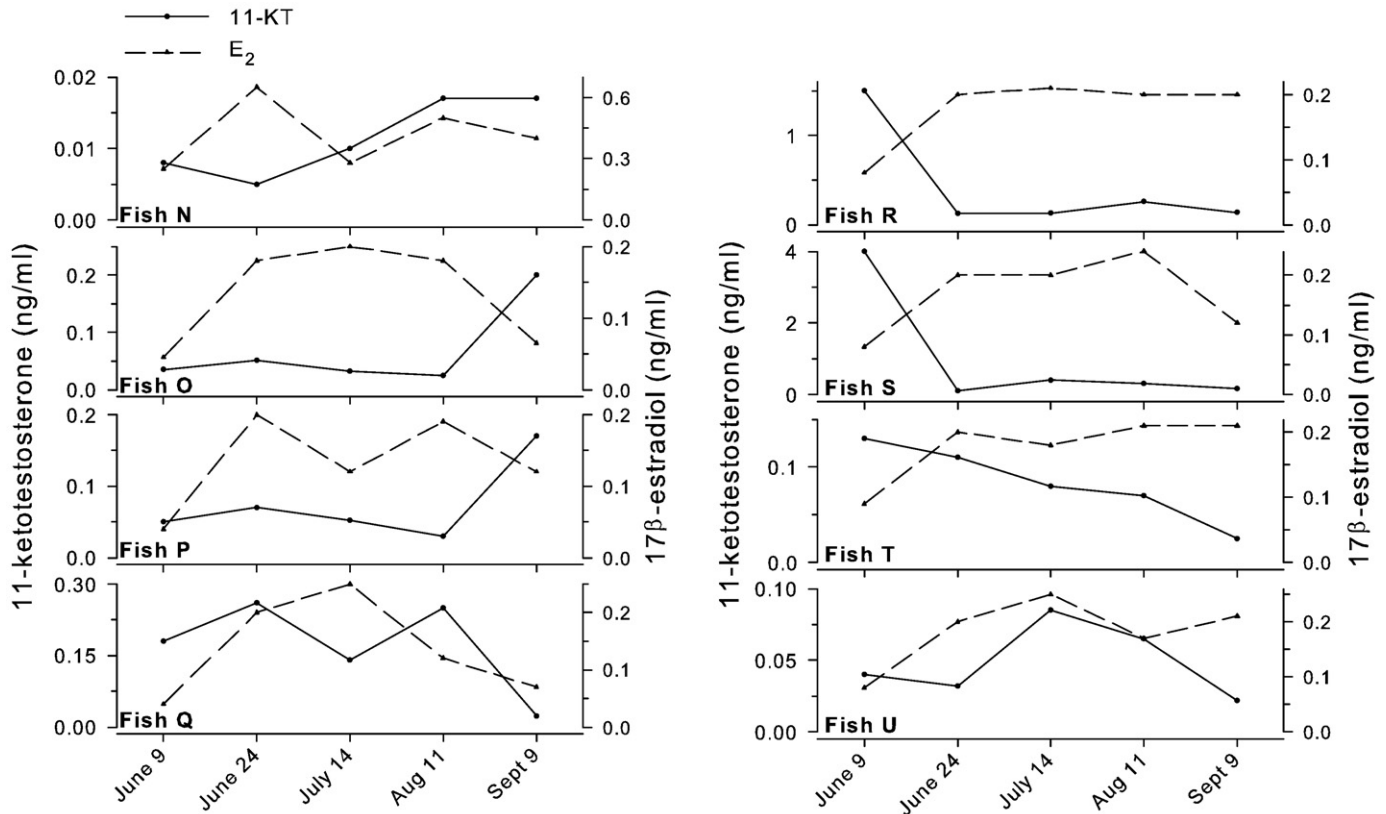 11-KT
E2
11-ketotestosterone (ng/ml)
0.02
0.01
0.00
Fish N
0.6
0.3
0.0
0.2
0.1
0.0
Fish O
0.2
0.1
0.0
0.2
0.1
0.0
Fish P
0.2
0.1
0.0
0.30
0.15
0.00
Fish Q
0.2
0.1
0.0
17β-estradiol (ng/ml)
June 9
June 24
July 14
Aug 11
Sept 9
11-ketotestosterone (ng/ml)
1
0
Fish R
0.2
0.1
0.0
4
2
0
Fish S
0.2
0.1
0.0
0.1
0.0
Fish T
0.2
0.1
0.0
0.10
0.05
0.00
Fish U
0.2
0.1
0.0
17β-estradiol (ng/ml)
June 9
June 24
July 14
Aug 11
Sept 9